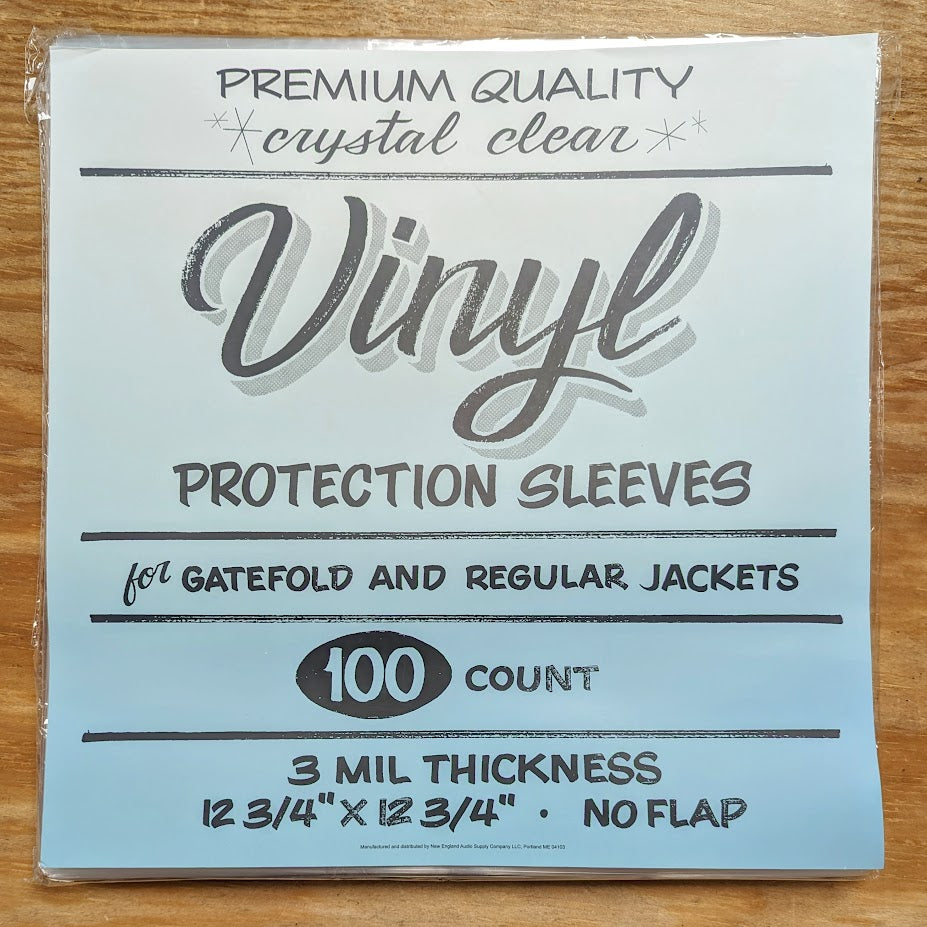 PREMIUM QUALITY
crystal clear
Vinyl
PROTECTION SLEEVES
for GATEFOLD AND REGULAR JACKETS
100 COUNT
3 MIL THICKNESS
12 3/4" X 12 3/4" · NO FLAP
Manufactured and distributed by New England Audio Supply Company LLC, Portland ME 04103